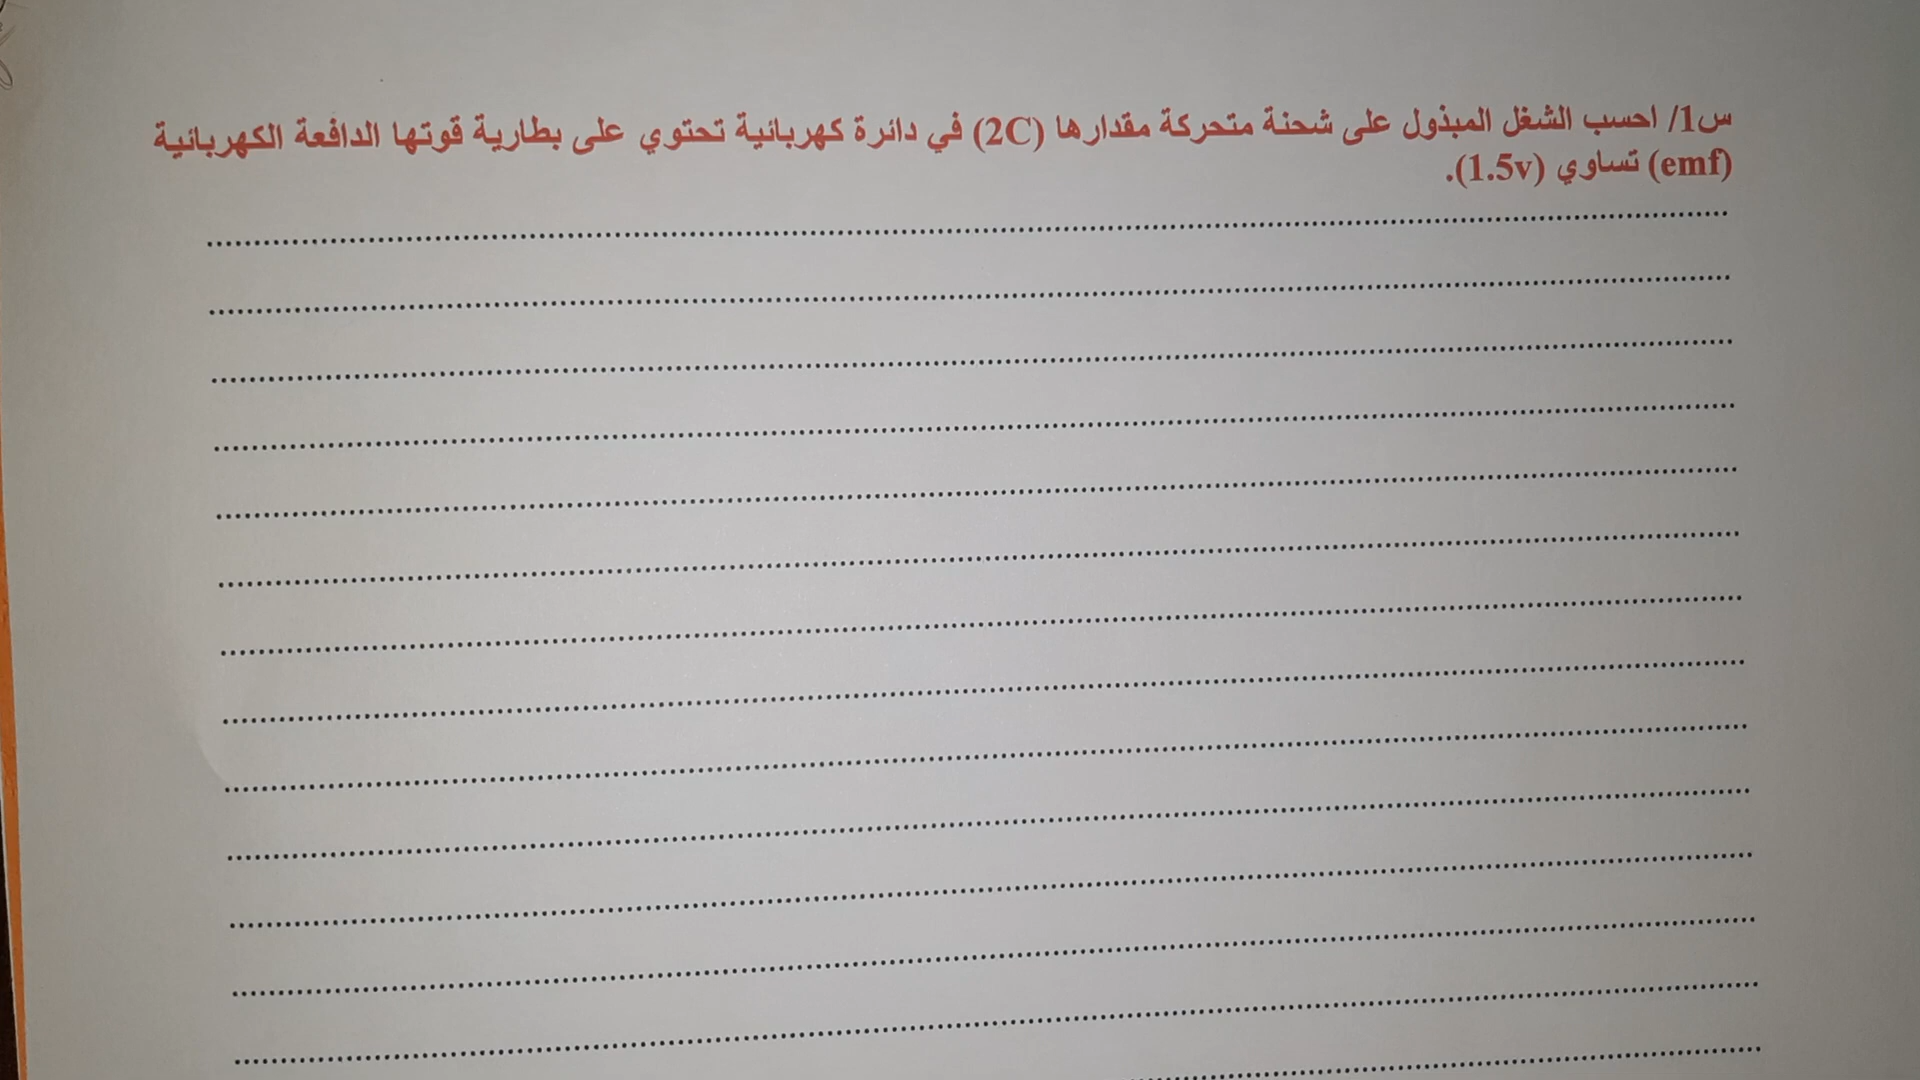 س1/ احسب الشغل المبذول على شحنة متحركة مقدارها (2C) في دائرة كهربائية تحتوي على بطارية قوتها الدافعة الكهربائية
(emf) تساوي (1.5v).